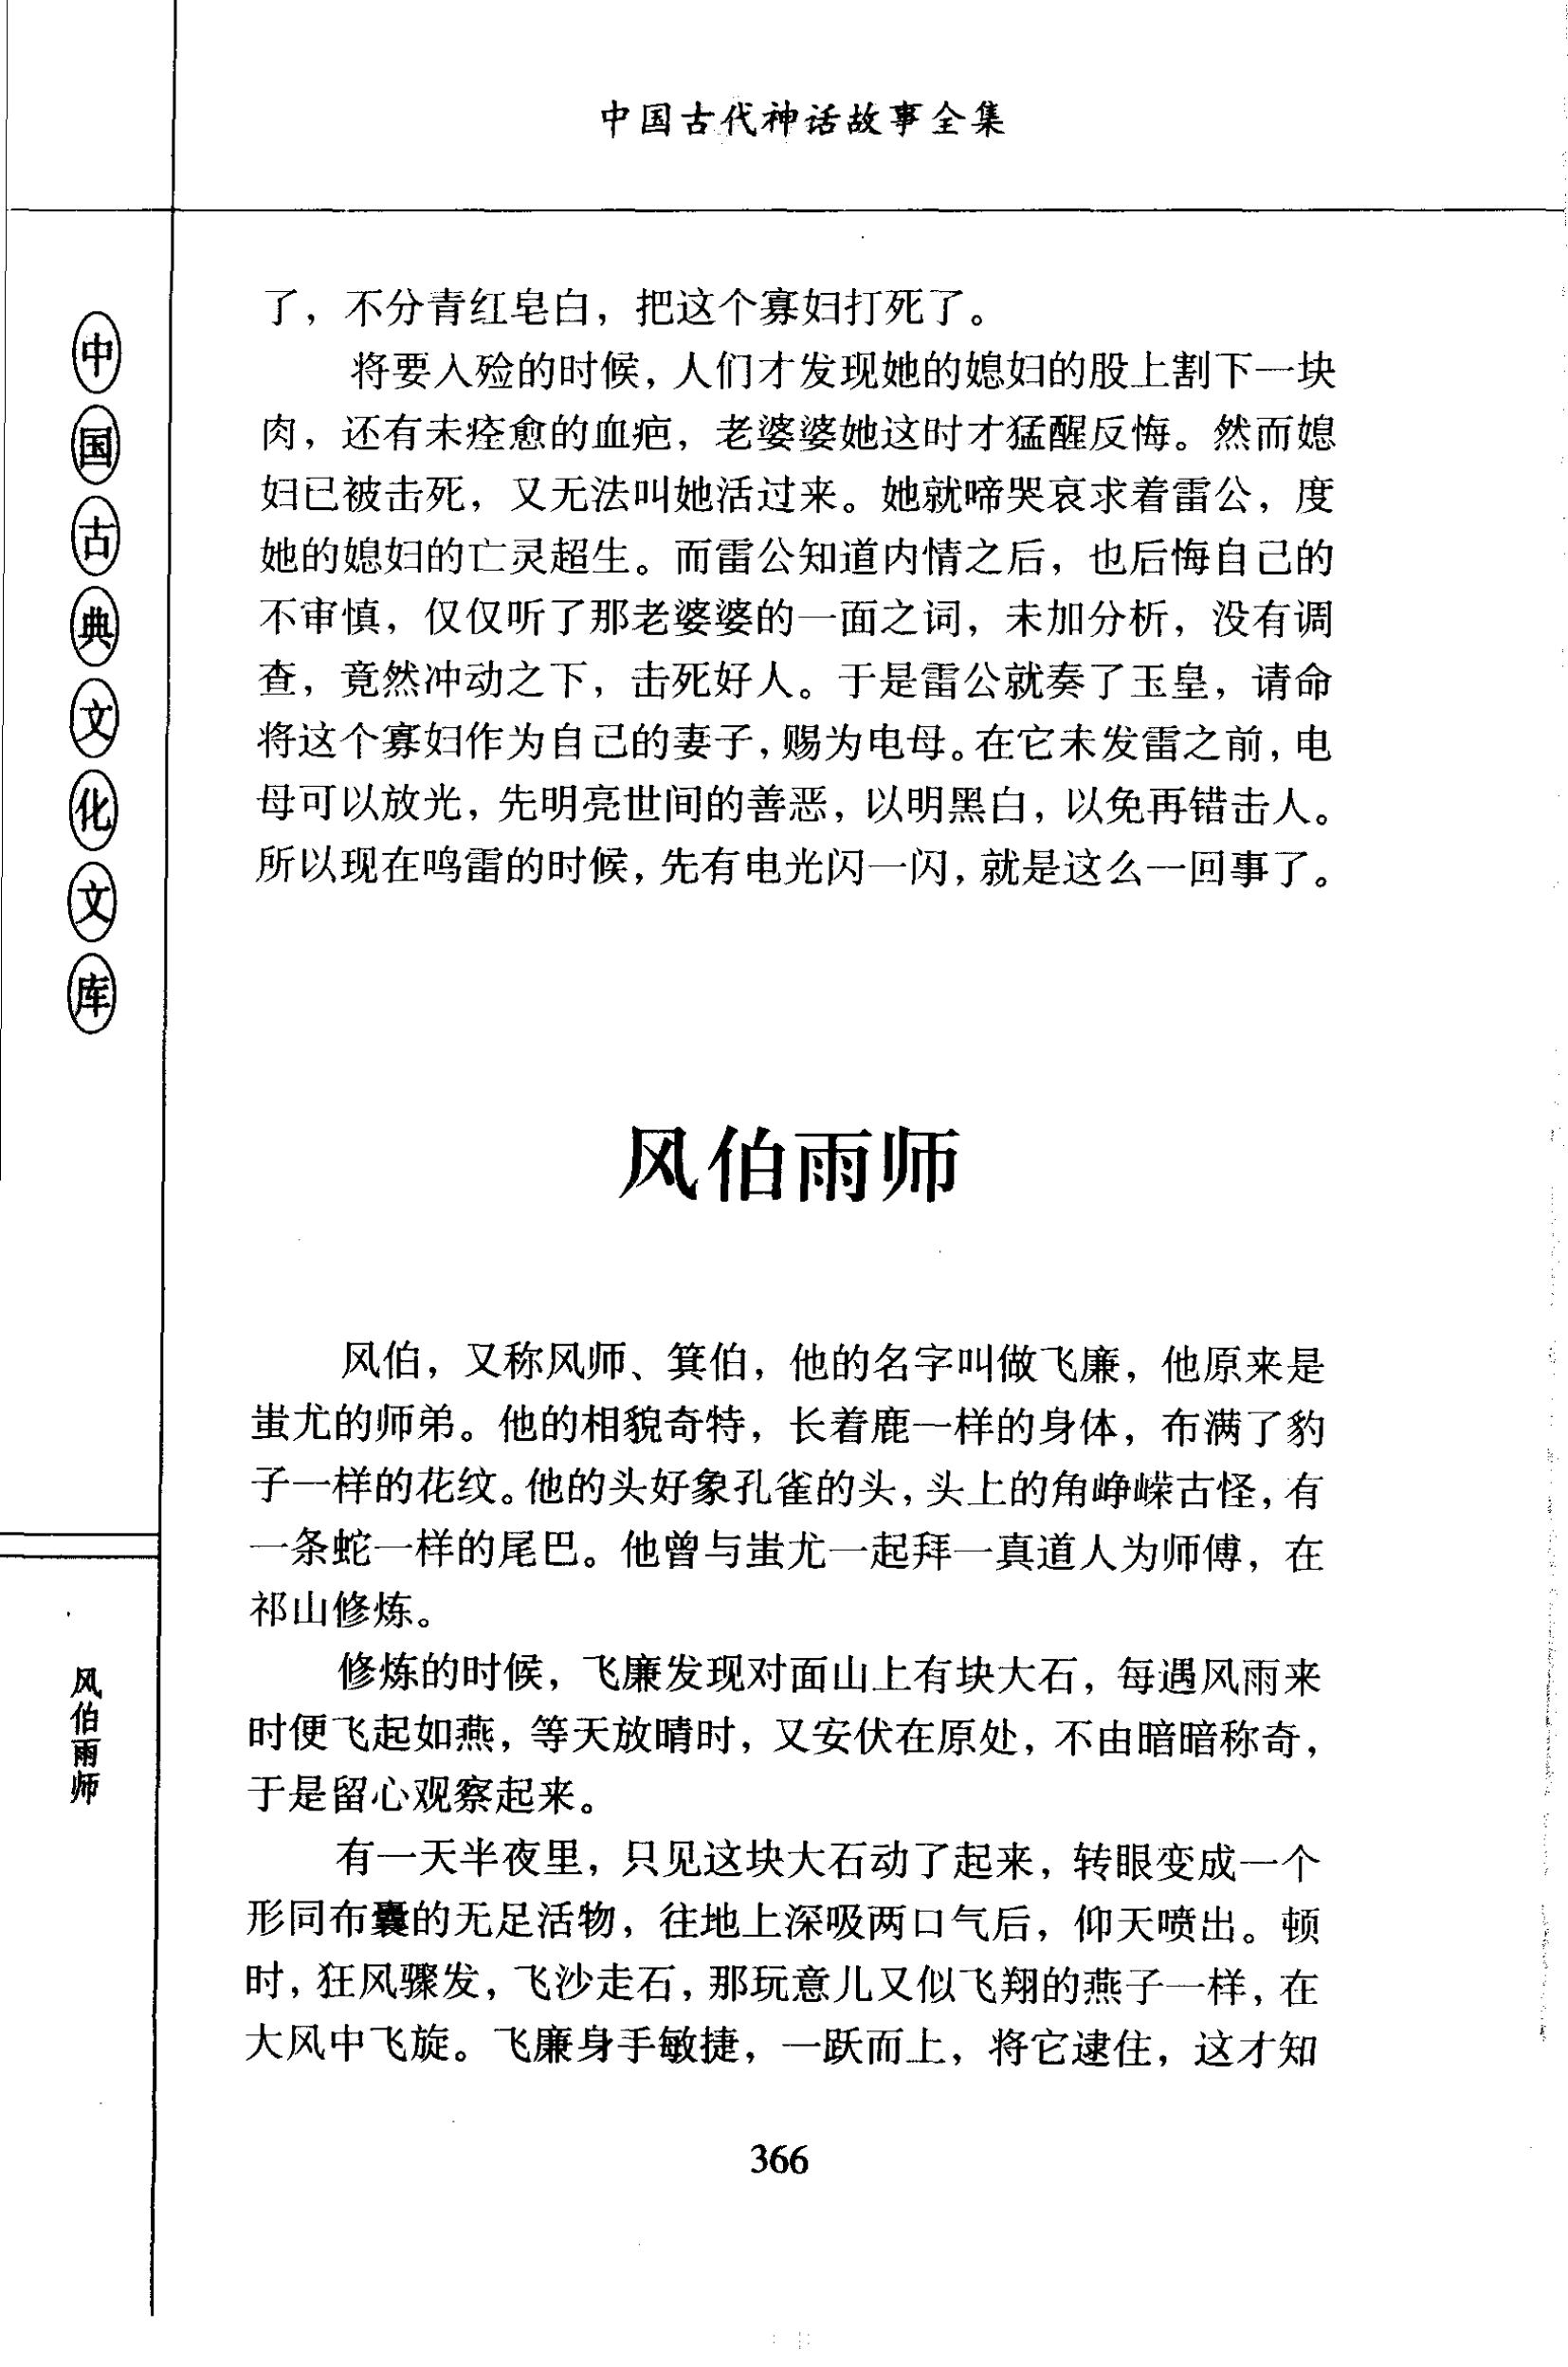 中国古代神话故事全集
中国古典文化文库
了，不分青红皂白，把这个寡妇打死了。
将要入殓的时候，人们才发现她的媳妇的股上割下一块
肉，还有未痊愈的血疤，老婆婆她这时才猛醒反悔。然而媳
妇已被击死，又无法叫她活过来。她就啼哭哀求着雷公，度
她的媳妇的亡灵超生。而雷公知道内情之后，也后悔自己的
不审慎，仅仅听了那老婆婆的一面之词，未加分析，没有调
查，竟然冲动之下，击死好人。于是雷公就奏了玉皇，请命
将这个寡妇作为自己的妻子，赐为电母。在它未发雷之前，电
母可以放光，先明亮世间的善恶，以明黑白，以免再错击人。
所以现在鸣雷的时候，先有电光闪一闪，就是这么一回事了。
风伯雨师
风伯，又称风师、箕伯，他的名字叫做飞廉，他原来是
蚩尤的师弟。他的相貌奇特，长着鹿一样的身体，布满了豹
子一样的花纹。他的头好象孔雀的头，头上的角峥嵘古怪，有
一条蛇一样的尾巴。他曾与蚩尤一起拜一真道人为师傅，在
祁山修炼。
修炼的时候，飞廉发现对面山上有块大石，每遇风雨来
时便飞起如燕，等天放晴时，又安伏在原处，不由暗暗称奇，
于是留心观察起来。
有一天半夜里，只见这块大石动了起来，转眼变成一个
形同布囊的无足活物，往地上深吸两口气后，仰天喷出。顿
时，狂风骤发，飞沙走石，那玩意儿又似飞翔的燕子一样，在
大风中飞旋。飞廉身手敏捷，一跃而上，将它逮住，这才知
风伯雨师
366